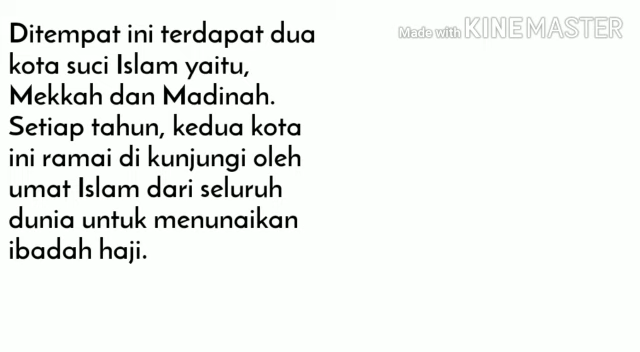 Ditempat ini terdapat dua
kota suci Islam yaitu,
Mekkah dan Madinah.
Setiap tahun, kedua kota
ini ramai di kunjungi oleh
umat Islam dari seluruh
dunia untuk menunaikan
ibadah haji.
Made with KINEMASTER